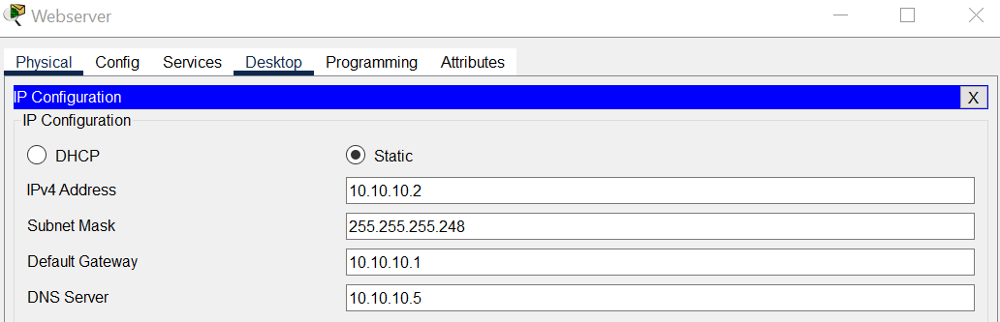 Webserver
Physical Config Services Desktop Programming Attributes
IP Configuration X
IP Configuration
DHCP Static
IPv4 Address 10.10.10.2
Subnet Mask 255.255.255.248
Default Gateway 10.10.10.1
DNS Server 10.10.10.5